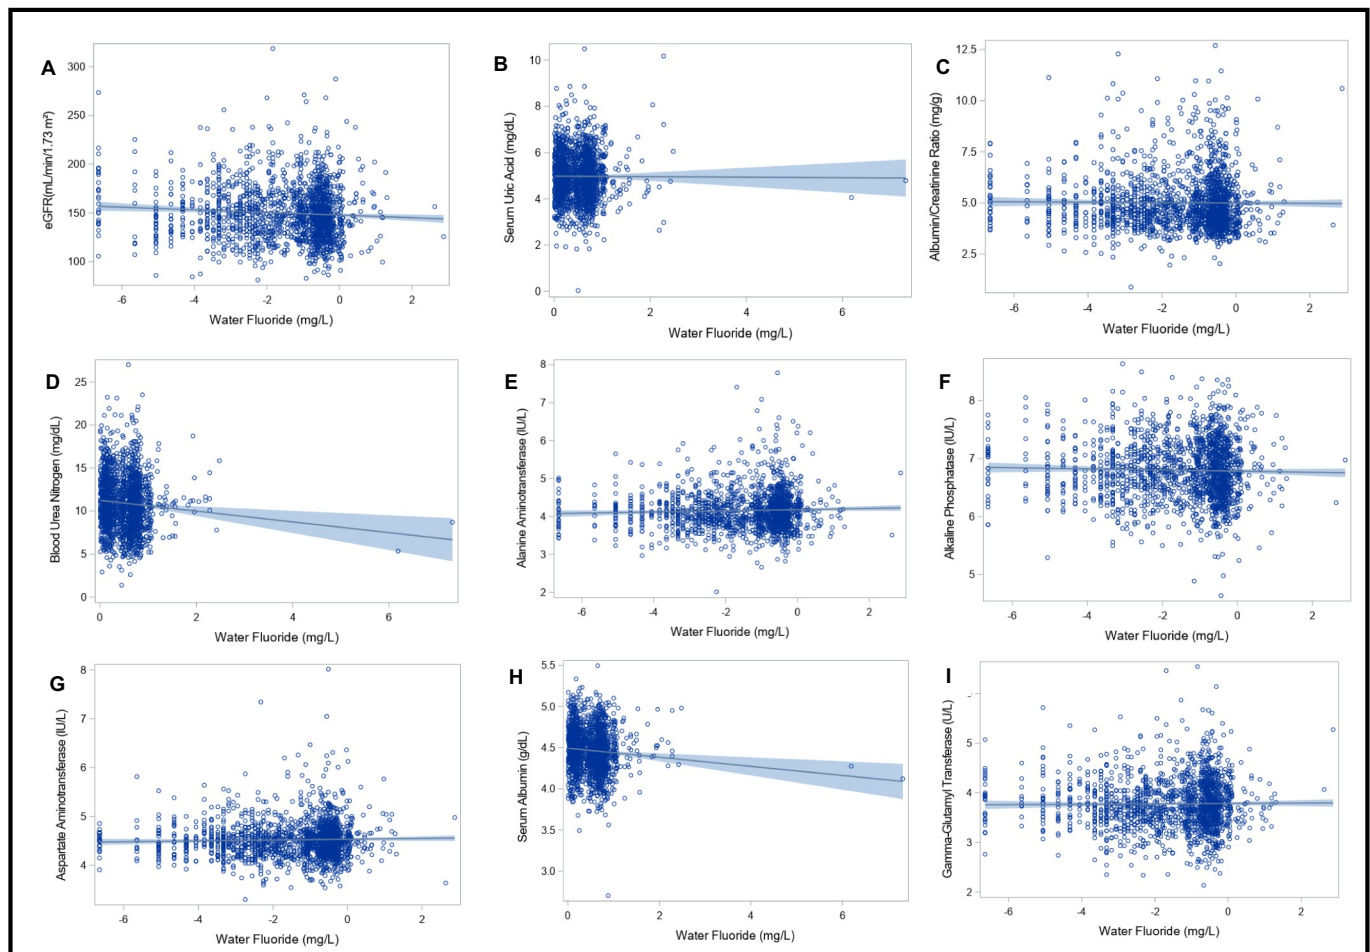 A
eGFR(mL/min/1.73 m²)
300
250
200
150
100
-6 -4 -2 0 2
Water Fluoride (mg/L)
B
Serum Uric Acid (mg/dL)
10
8
6
4
2
0
0 2 4 6
Water Fluoride (mg/L)
C
Albumin/Creatinine Ratio (mg/g)
12.5
10.0
7.5
5.0
2.5
-6 -4 -2 0 2
Water Fluoride (mg/L)
D
Blood Urea Nitrogen (mg/dL)
25
20
15
10
5
0
0 2 4 6
Water Fluoride (mg/L)
E
Alanine Aminotransferase (IU/L)
8
7
6
5
4
3
2
-6 -4 -2 0 2
Water Fluoride (mg/L)
F
Alkaline Phosphatase (IU/L)
8
7
6
5
-6 -4 -2 0 2
Water Fluoride (mg/L)
G
Aspartate Aminotransferase (IU/L)
8
7
6
5
4
-6 -4 -2 0 2
Water Fluoride (mg/L)
H
Serum Albumin (g/dL)
5.5
5.0
4.5
4.0
3.5
3.0
0 2 4 6
Water Fluoride (mg/L)
I
Gamma-Glutamyl Transferase (U/L)
5
4
3
2
-6 -4 -2 0 2
Water Fluoride (mg/L)